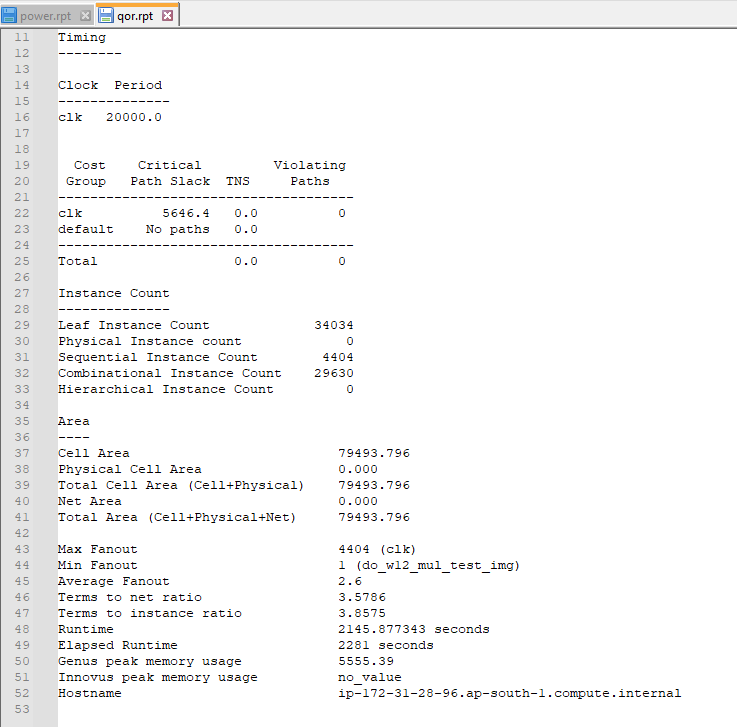 power.rpt qor.rpt
11 Timing
12 --------
13
14 Clock  Period
15 --------------
16 clk   20000.0
17
18
19   Cost    Critical         Violating
20  Group   Path Slack  TNS     Paths
21 -------------------------------------
22 clk          5646.4   0.0          0
23 default    No paths   0.0
24 -------------------------------------
25 Total                 0.0          0
26
27 Instance Count
28 --------------
29 Leaf Instance Count             34034
30 Physical Instance count             0
31 Sequential Instance Count        4404
32 Combinational Instance Count    29630
33 Hierarchical Instance Count         0
34
35 Area
36 ----
37 Cell Area                          79493.796
38 Physical Cell Area                 0.000
39 Total Cell Area (Cell+Physical)    79493.796
40 Net Area                           0.000
41 Total Area (Cell+Physical+Net)     79493.796
42
43 Max Fanout                         4404 (clk)
44 Min Fanout                         1 (do_w12_mul_test_img)
45 Average Fanout                     2.6
46 Terms to net ratio                 3.5786
47 Terms to instance ratio            3.8575
48 Runtime                            2145.877343 seconds
49 Elapsed Runtime                    2281 seconds
50 Genus peak memory usage            5555.39
51 Innovus peak memory usage          no_value
52 Hostname                           ip-172-31-28-96.ap-south-1.compute.internal
53